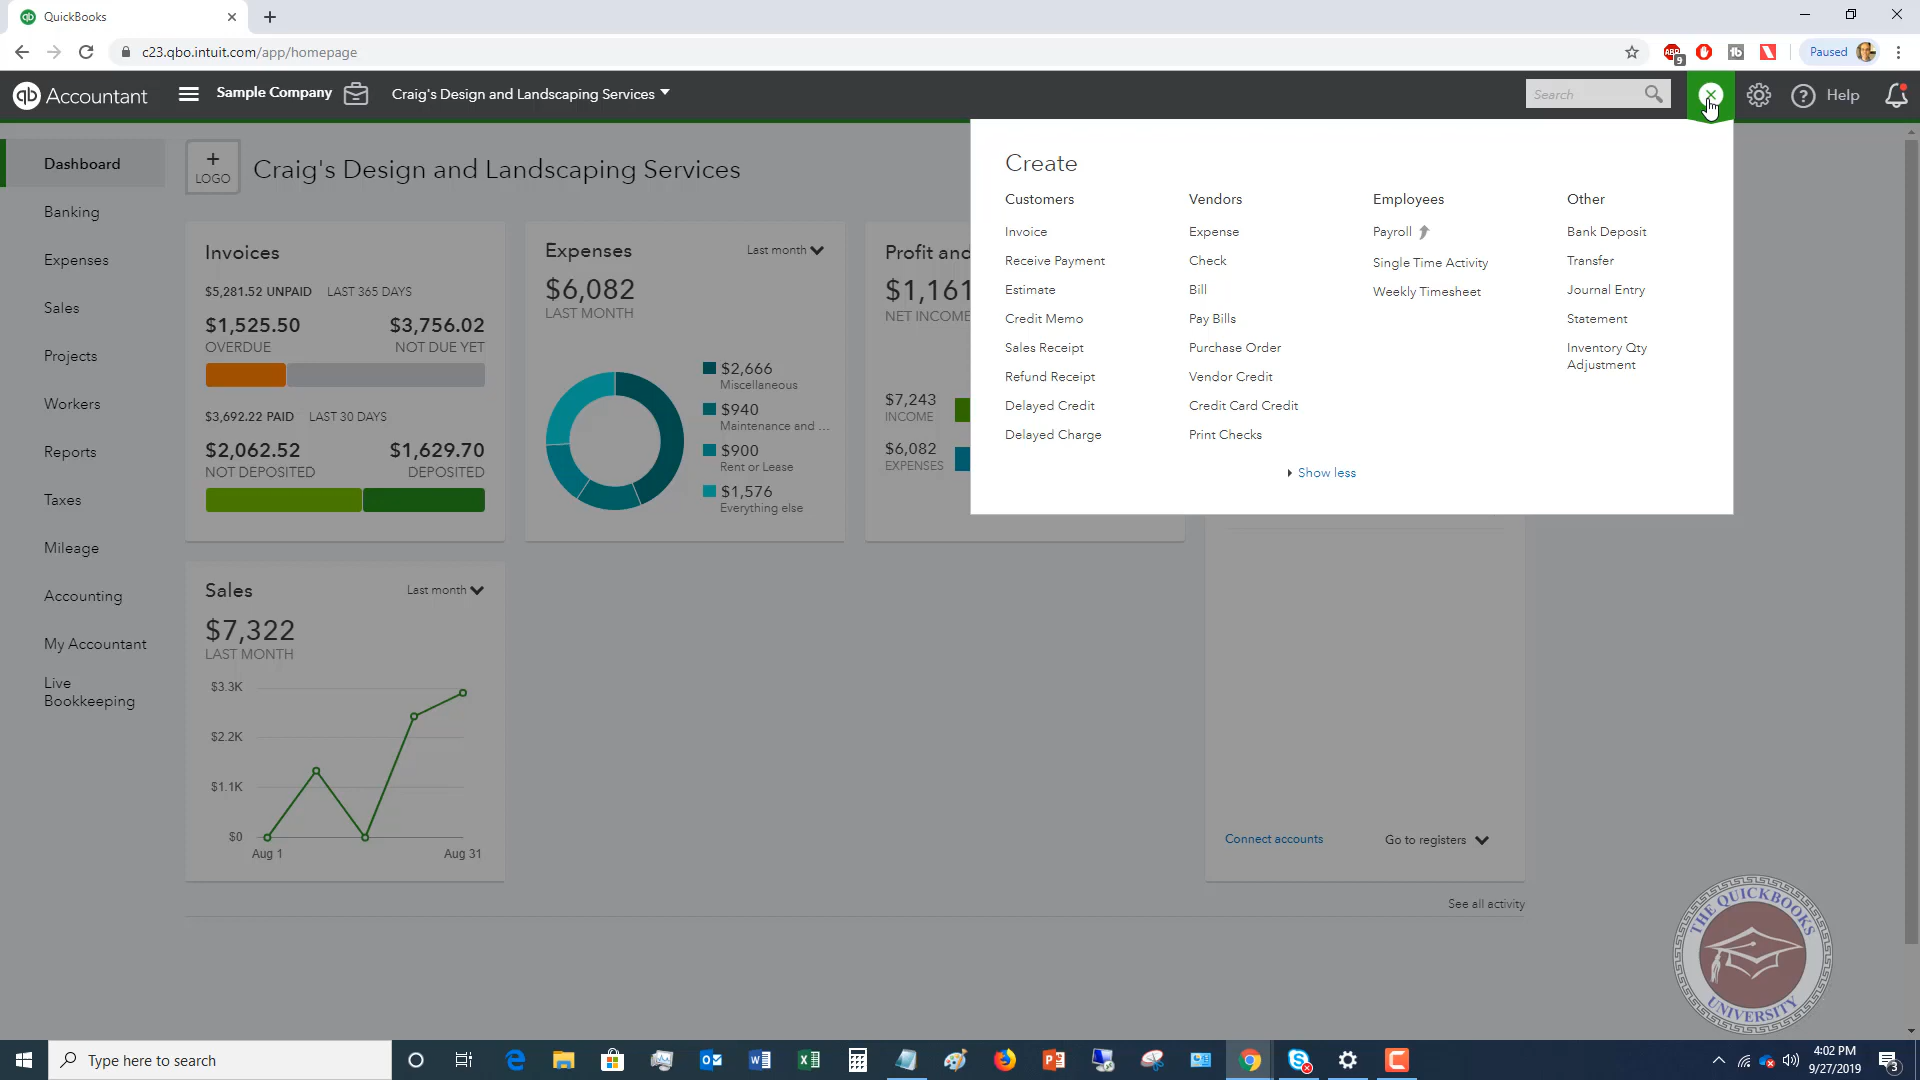 QuickBooks
c23.qbo.intuit.com/app/homepage
ABP
9
Paused
qb Accountant
Sample Company
Craig's Design and Landscaping Services
Search
Help
Dashboard
Banking
Expenses
Sales
Projects
Workers
Reports
Taxes
Mileage
Accounting
My Accountant
Live
Bookkeeping
+
LOGO
Craig's Design and Landscaping Services
Invoices
$5,281.52 UNPAID LAST 365 DAYS
$1,525.50 $3,756.02
OVERDUE NOT DUE YET
$3,692.22 PAID LAST 30 DAYS
$2,062.52 $1,629.70
NOT DEPOSITED DEPOSITED
Expenses Last month
$6,082
LAST MONTH
$2,666
Miscellaneous
$940
Maintenance and ...
$900
Rent or Lease
$1,576
Everything else
Profit and
$1,161
NET INCOME
$7,243
INCOME
$6,082
EXPENSES
Create
Customers
Invoice
Receive Payment
Estimate
Credit Memo
Sales Receipt
Refund Receipt
Delayed Credit
Delayed Charge
Vendors
Expense
Check
Bill
Pay Bills
Purchase Order
Vendor Credit
Credit Card Credit
Print Checks
Employees
Payroll
Single Time Activity
Weekly Timesheet
Other
Bank Deposit
Transfer
Journal Entry
Statement
Inventory Qty
Adjustment
Show less
Sales Last month
$7,322
LAST MONTH
$3.3K
$2.2K
$1.1K
$0
Aug 1 Aug 31
Connect accounts Go to registers
See all activity
THE QUICKBOOKS
UNIVERSITY
Type here to search
4:02 PM
9/27/2019
3